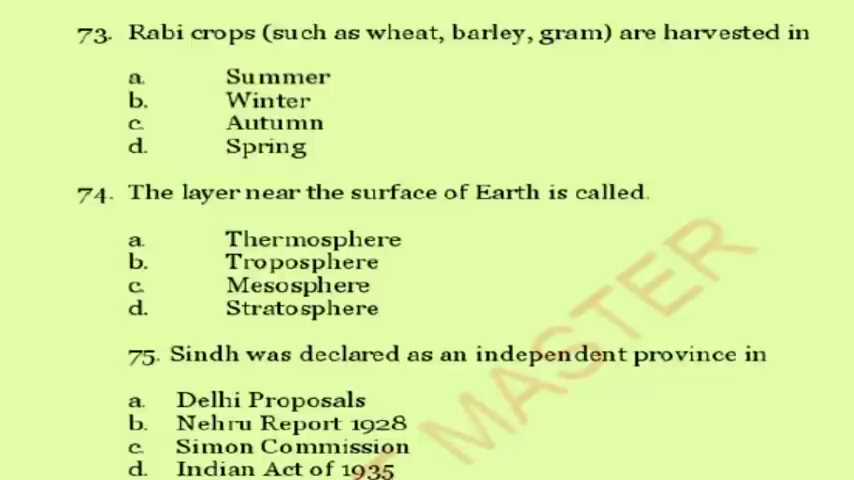 73. Rabi crops (such as wheat, barley, gram) are harvested in
a. Summer
b. Winter
c. Autumn
d. Spring
74. The layer near the surface of Earth is called.
a. Thermosphere
b. Troposphere
c. Mesosphere
d. Stratosphere
75. Sindh was declared as an independent province in
a. Delhi Proposals
b. Nehru Report 1928
c. Simon Commission
d. Indian Act of 1935
MASTER